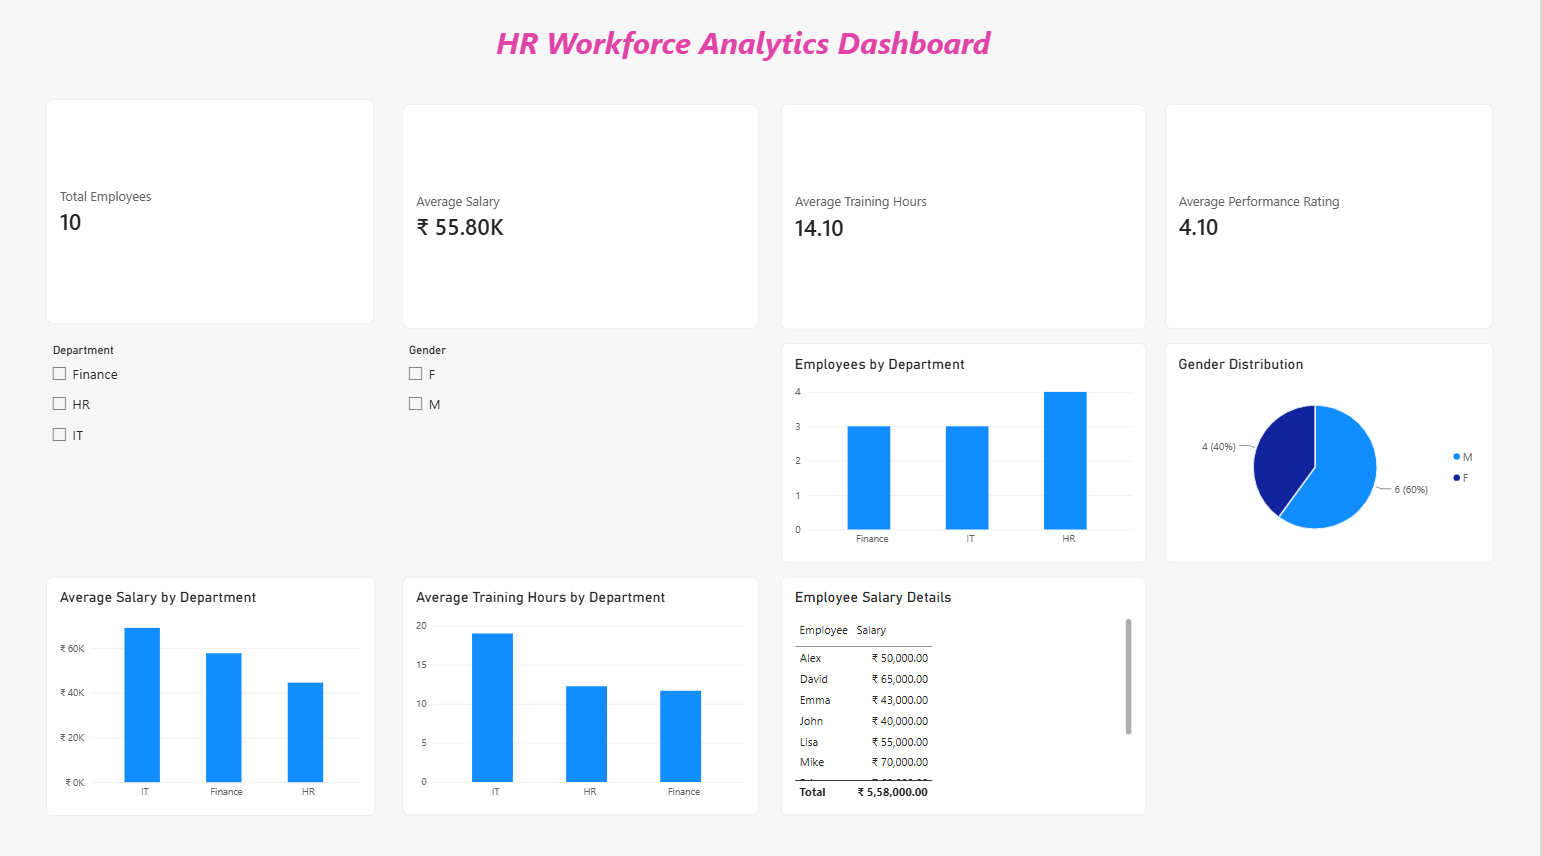 HR Workforce Analytics Dashboard
Total Employees
10
Average Salary
₹ 55.80K
Average Training Hours
14.10
Average Performance Rating
4.10
Department
Finance
HR
IT
Gender
F
M
Employees by Department
4
3
2
1
0
Finance IT HR
Gender Distribution
4 (40%)
6 (60%)
M
F
Average Salary by Department
₹ 60K
₹ 40K
₹ 20K
₹ 0K
IT Finance HR
Average Training Hours by Department
20
15
10
5
0
IT HR Finance
Employee Salary Details
Employee Salary
Alex ₹ 50,000.00
David ₹ 65,000.00
Emma ₹ 43,000.00
John ₹ 40,000.00
Lisa ₹ 55,000.00
Mike ₹ 70,000.00
Total ₹ 5,58,000.00